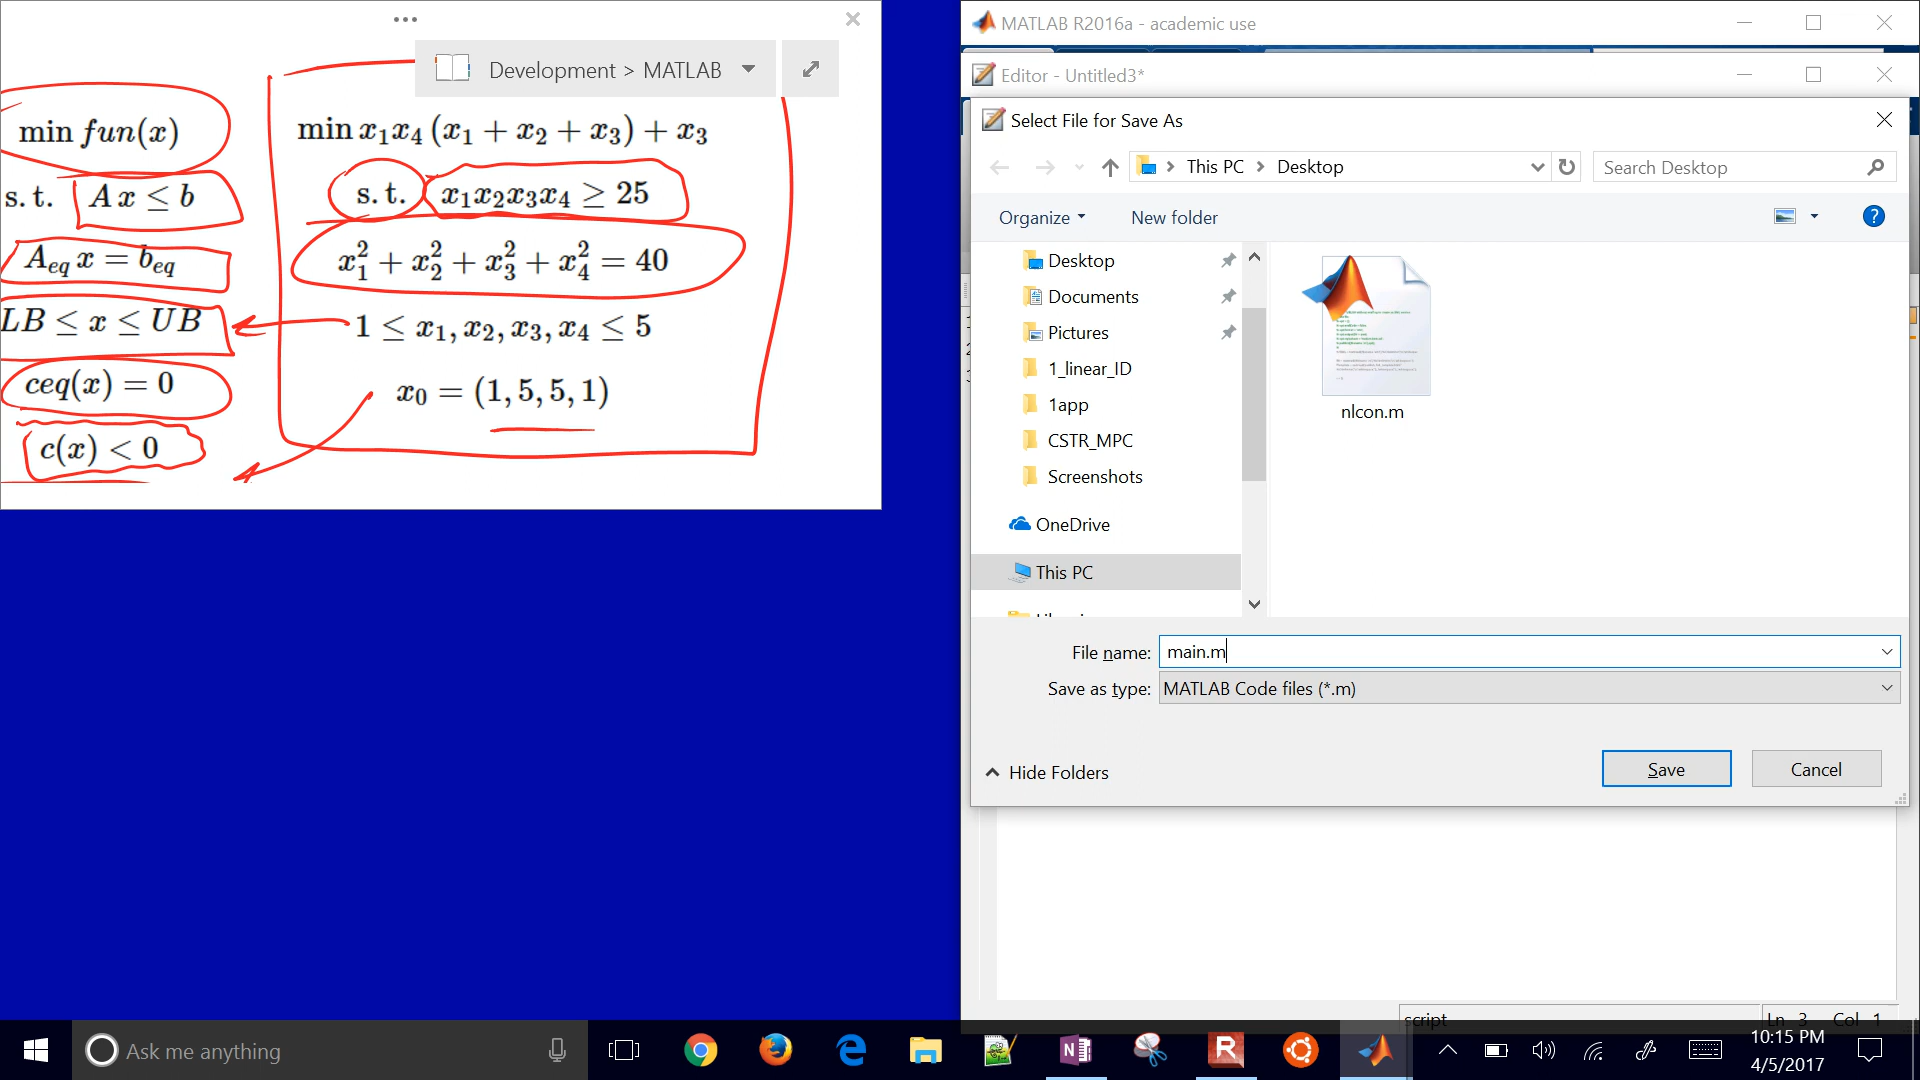 Development > MATLAB
min fun(x)
s.t. A x ≤ b
A_eq x = b_eq
LB ≤ x ≤ UB
ceq(x) = 0
c(x) < 0
min x₁x₄ (x₁ + x₂ + x₃) + x₃
s.t. x₁x₂x₃x₄ ≥ 25
x₁² + x₂² + x₃² + x₄² = 40
1 ≤ x₁, x₂, x₃, x₄ ≤ 5
x₀ = (1, 5, 5, 1)
MATLAB R2016a - academic use
Editor - Untitled3*
Select File for Save As
This PC > Desktop
Search Desktop
Organize
New folder
Desktop
Documents
Pictures
1_linear_ID
1app
CSTR_MPC
Screenshots
OneDrive
This PC
nlcon.m
File name: main.m
Save as type: MATLAB Code files (*.m)
Hide Folders
Save
Cancel
script
Ln 3 Col 1
Ask me anything
10:15 PM
4/5/2017